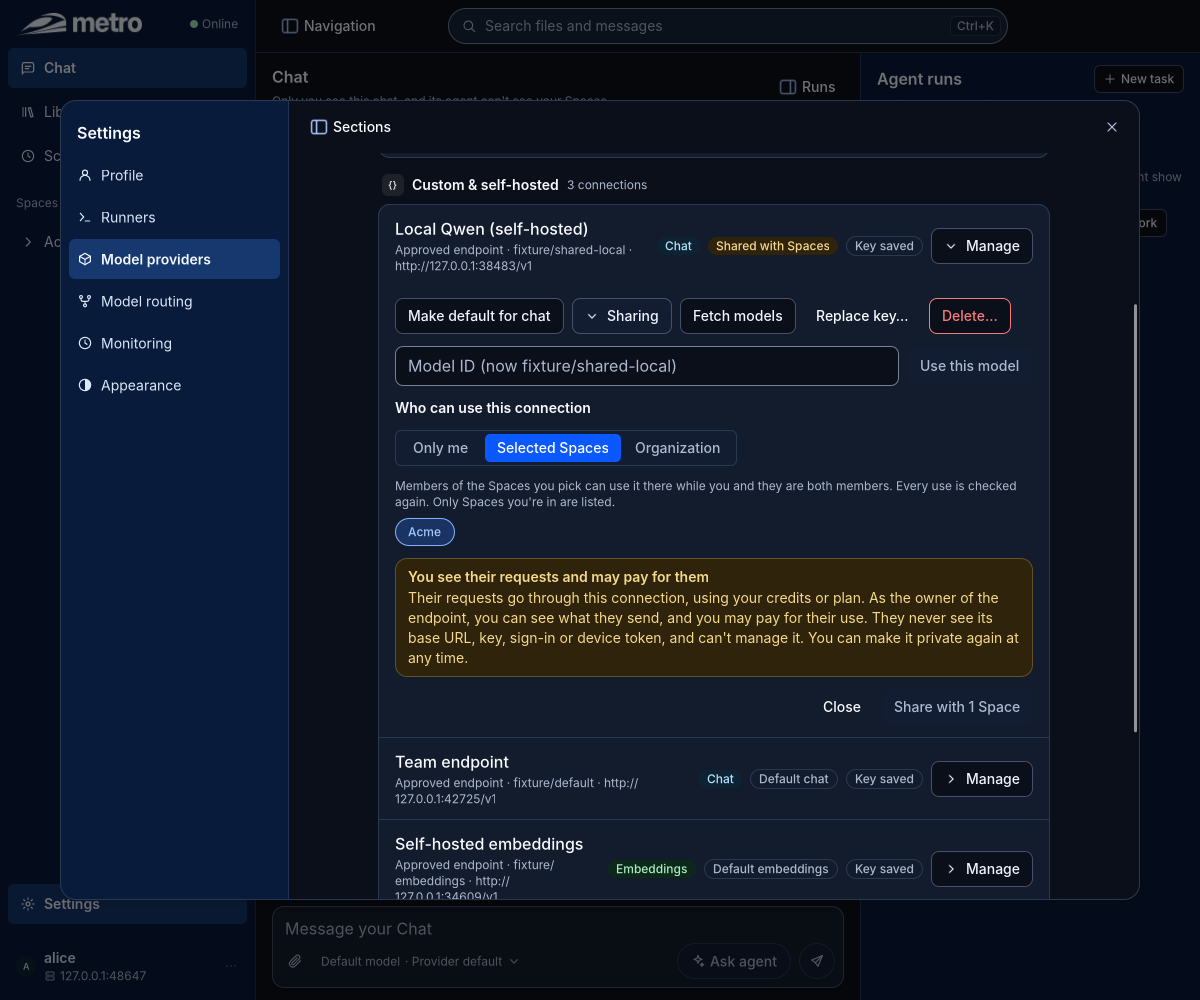 metro
Online
Navigation
Search files and messages
Ctrl+K
Chat
Chat
Runs
Agent runs
New task
Settings
Sections
Profile
Runners
Model providers
Model routing
Monitoring
Appearance
Spaces
{} Custom & self-hosted 3 connections
Local Qwen (self-hosted)
Approved endpoint · fixture/shared-local ·
http://127.0.0.1:38483/v1
Chat
Shared with Spaces
Key saved
Manage
Make default for chat
Sharing
Fetch models
Replace key...
Delete...
Model ID (now fixture/shared-local)
Use this model
Who can use this connection
Only me
Selected Spaces
Organization
Members of the Spaces you pick can use it there while you and they are both members. Every use is checked
again. Only Spaces you're in are listed.
Acme
You see their requests and may pay for them
Their requests go through this connection, using your credits or plan. As the owner of the
endpoint, you can see what they send, and you may pay for their use. They never see its
base URL, key, sign-in or device token, and can't manage it. You can make it private again at
any time.
Close
Share with 1 Space
Team endpoint
Approved endpoint · fixture/default · http://
127.0.0.1:42725/v1
Chat
Default chat
Key saved
Manage
Self-hosted embeddings
Approved endpoint · fixture/
embeddings · http://
127.0.0.1:34609/v1
Embeddings
Default embeddings
Key saved
Manage
Settings
A
alice
127.0.0.1:48647
Message your Chat
Default model · Provider default
Ask agent